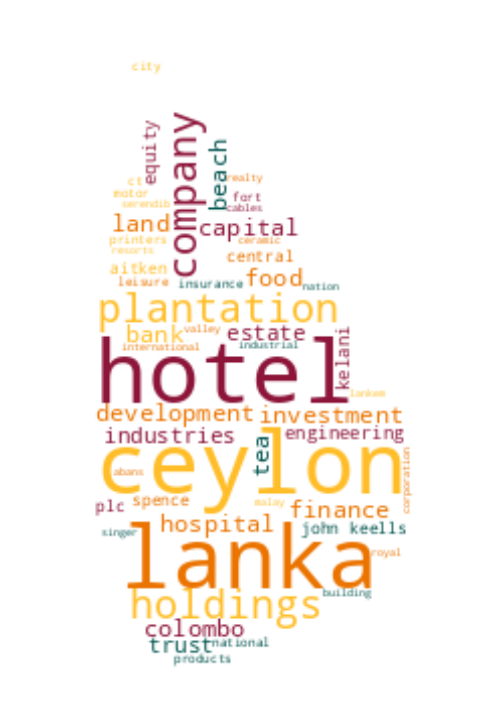 city
equity
company
beach
realty
ct
motor
serendib
fort
cables
land
capital
printers
ceramic
resorts
central
aitken
leisure
insurance
food
nation
plantation
bank
valley
estate
international
industrial
kelani
hotel
lankem
development
investment
industries
engineering
tea
ceylon
abans
corporation
plc
spence
malay
finance
hospital
john keells
singer
lanka
royal
building
holdings
colombo
trust
national
products